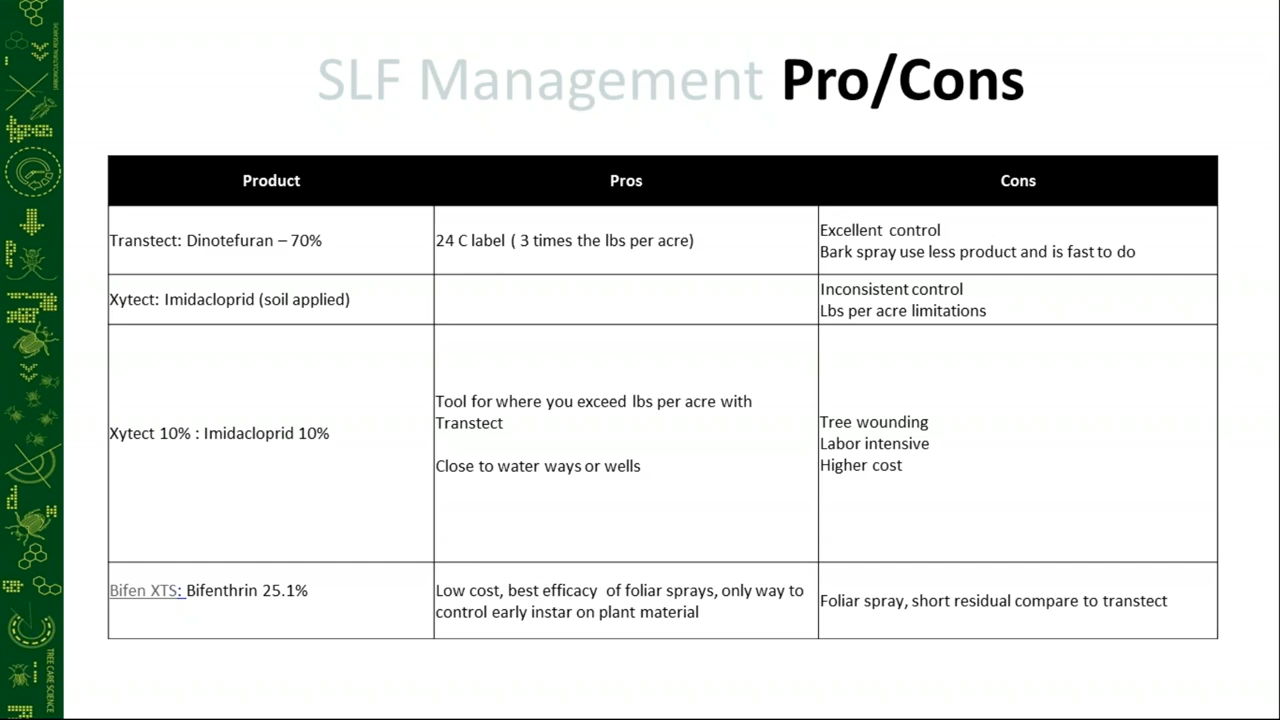 SLF Management Pro/Cons
Product
Pros
Cons
Transtect: Dinotefuran – 70%
24 C label ( 3 times the lbs per acre)
Excellent control
Bark spray use less product and is fast to do
Xytect: Imidacloprid (soil applied)
Inconsistent control
Lbs per acre limitations
Xytect 10% : Imidacloprid 10%
Tool for where you exceed lbs per acre with
Transtect
Close to water ways or wells
Tree wounding
Labor intensive
Higher cost
Bifen XTS: Bifenthrin 25.1%
Low cost, best efficacy of foliar sprays, only way to
control early instar on plant material
Foliar spray, short residual compare to transtect
TREE CARE SCIENCE